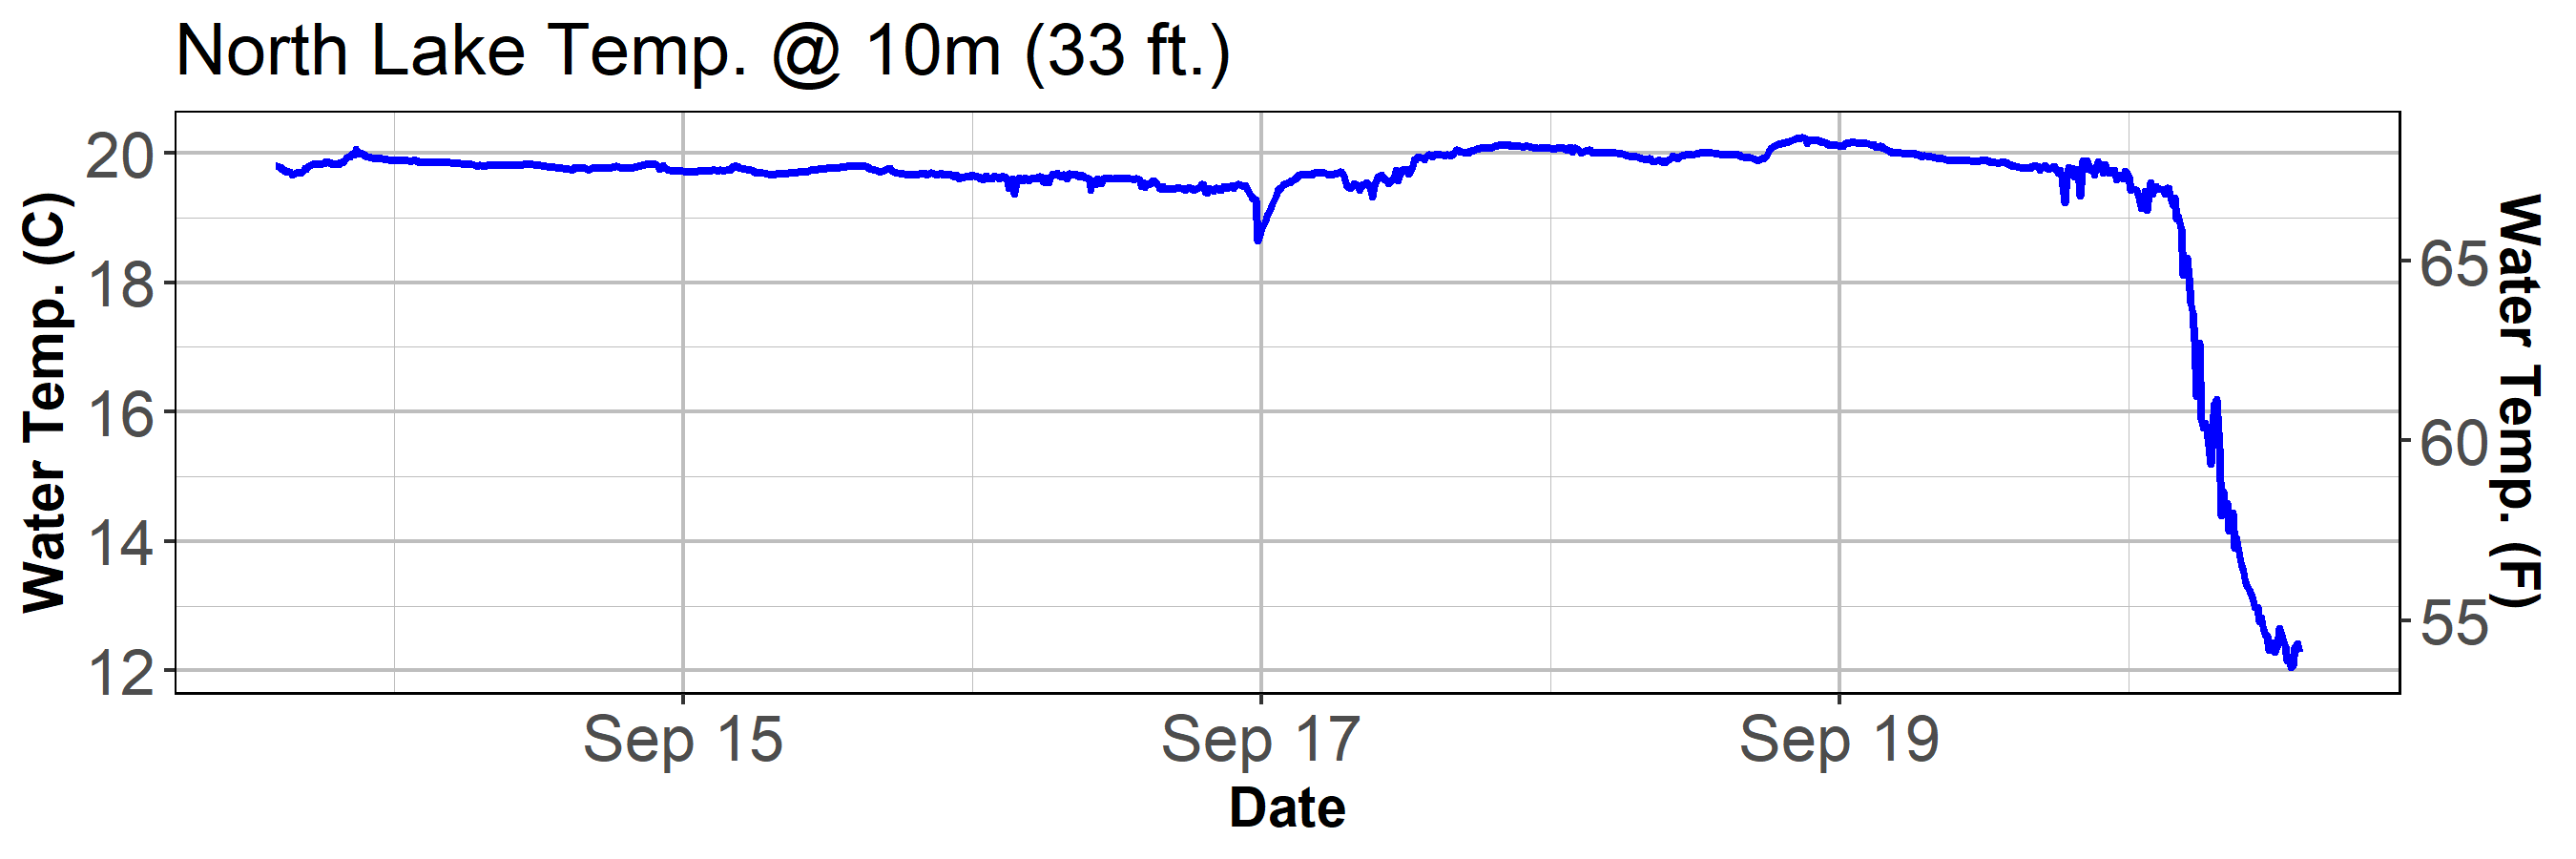 North Lake Temp. @ 10m (33 ft.)
Water Temp. (C)
20
18
16
14
12
65
60
55
Water Temp. (F)
Sep 15 Sep 17 Sep 19
Date